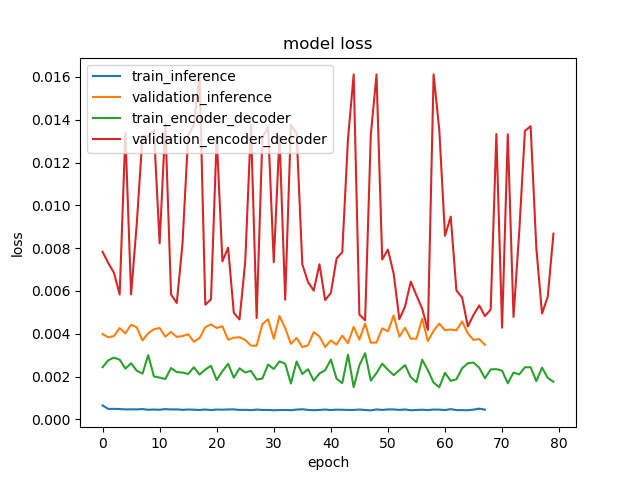 model loss
train_inference
validation_inference
train_encoder_decoder
validation_encoder_decoder
loss
0.016
0.014
0.012
0.010
0.008
0.006
0.004
0.002
0.000
0 10 20 30 40 50 60 70 80
epoch